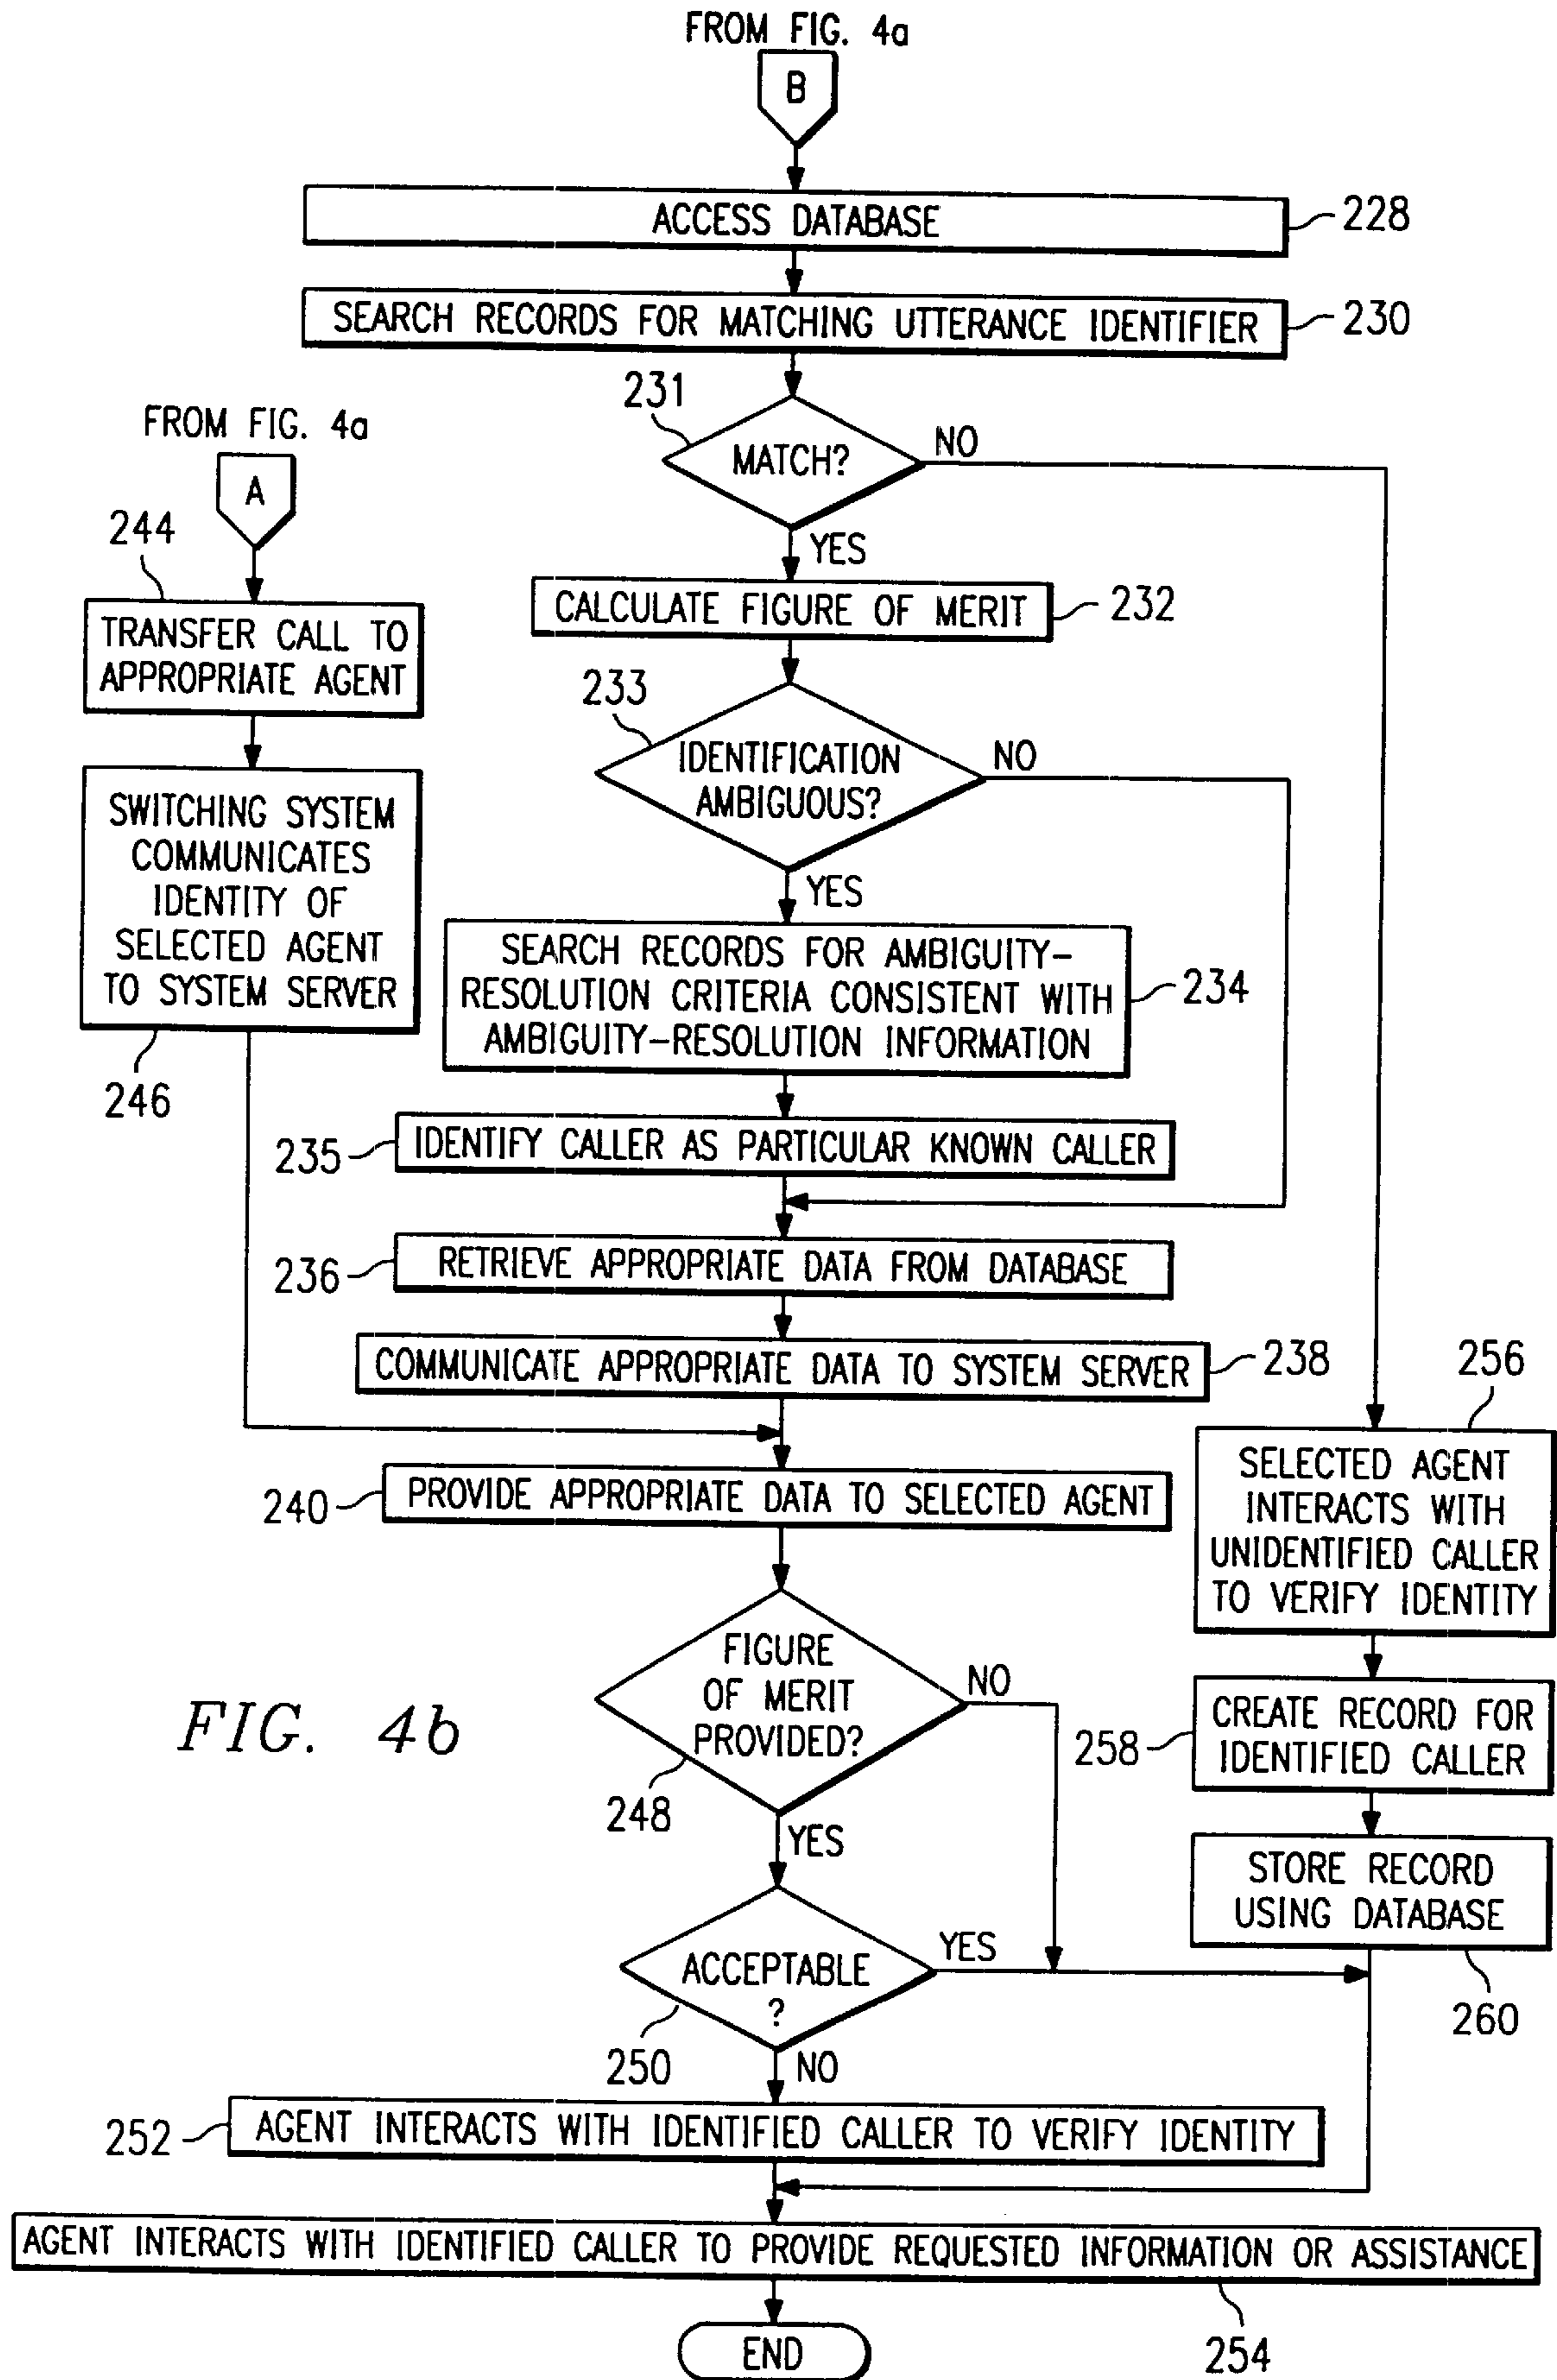 FROM FIG. 4a
B
ACCESS DATABASE
228
SEARCH RECORDS FOR MATCHING UTTERANCE IDENTIFIER
230
231
MATCH?
NO
YES
FROM FIG. 4a
A
244
TRANSFER CALL TO
APPROPRIATE AGENT
CALCULATE FIGURE OF MERIT
232
233
IDENTIFICATION
AMBIGUOUS?
NO
YES
SWITCHING SYSTEM
COMMUNICATES
IDENTITY OF
SELECTED AGENT
TO SYSTEM SERVER
246
SEARCH RECORDS FOR AMBIGUITY-
RESOLUTION CRITERIA CONSISTENT WITH
AMBIGUITY-RESOLUTION INFORMATION
234
235
IDENTIFY CALLER AS PARTICULAR KNOWN CALLER
236
RETRIEVE APPROPRIATE DATA FROM DATABASE
COMMUNICATE APPROPRIATE DATA TO SYSTEM SERVER
238
240
PROVIDE APPROPRIATE DATA TO SELECTED AGENT
256
SELECTED AGENT
INTERACTS WITH
UNIDENTIFIED CALLER
TO VERIFY IDENTITY
FIGURE
OF MERIT
PROVIDED?
NO
248
YES
FIG. 4b
258
CREATE RECORD FOR
IDENTIFIED CALLER
STORE RECORD
USING DATABASE
260
ACCEPTABLE
?
YES
250
NO
252
AGENT INTERACTS WITH IDENTIFIED CALLER TO VERIFY IDENTITY
AGENT INTERACTS WITH IDENTIFIED CALLER TO PROVIDE REQUESTED INFORMATION OR ASSISTANCE
254
END